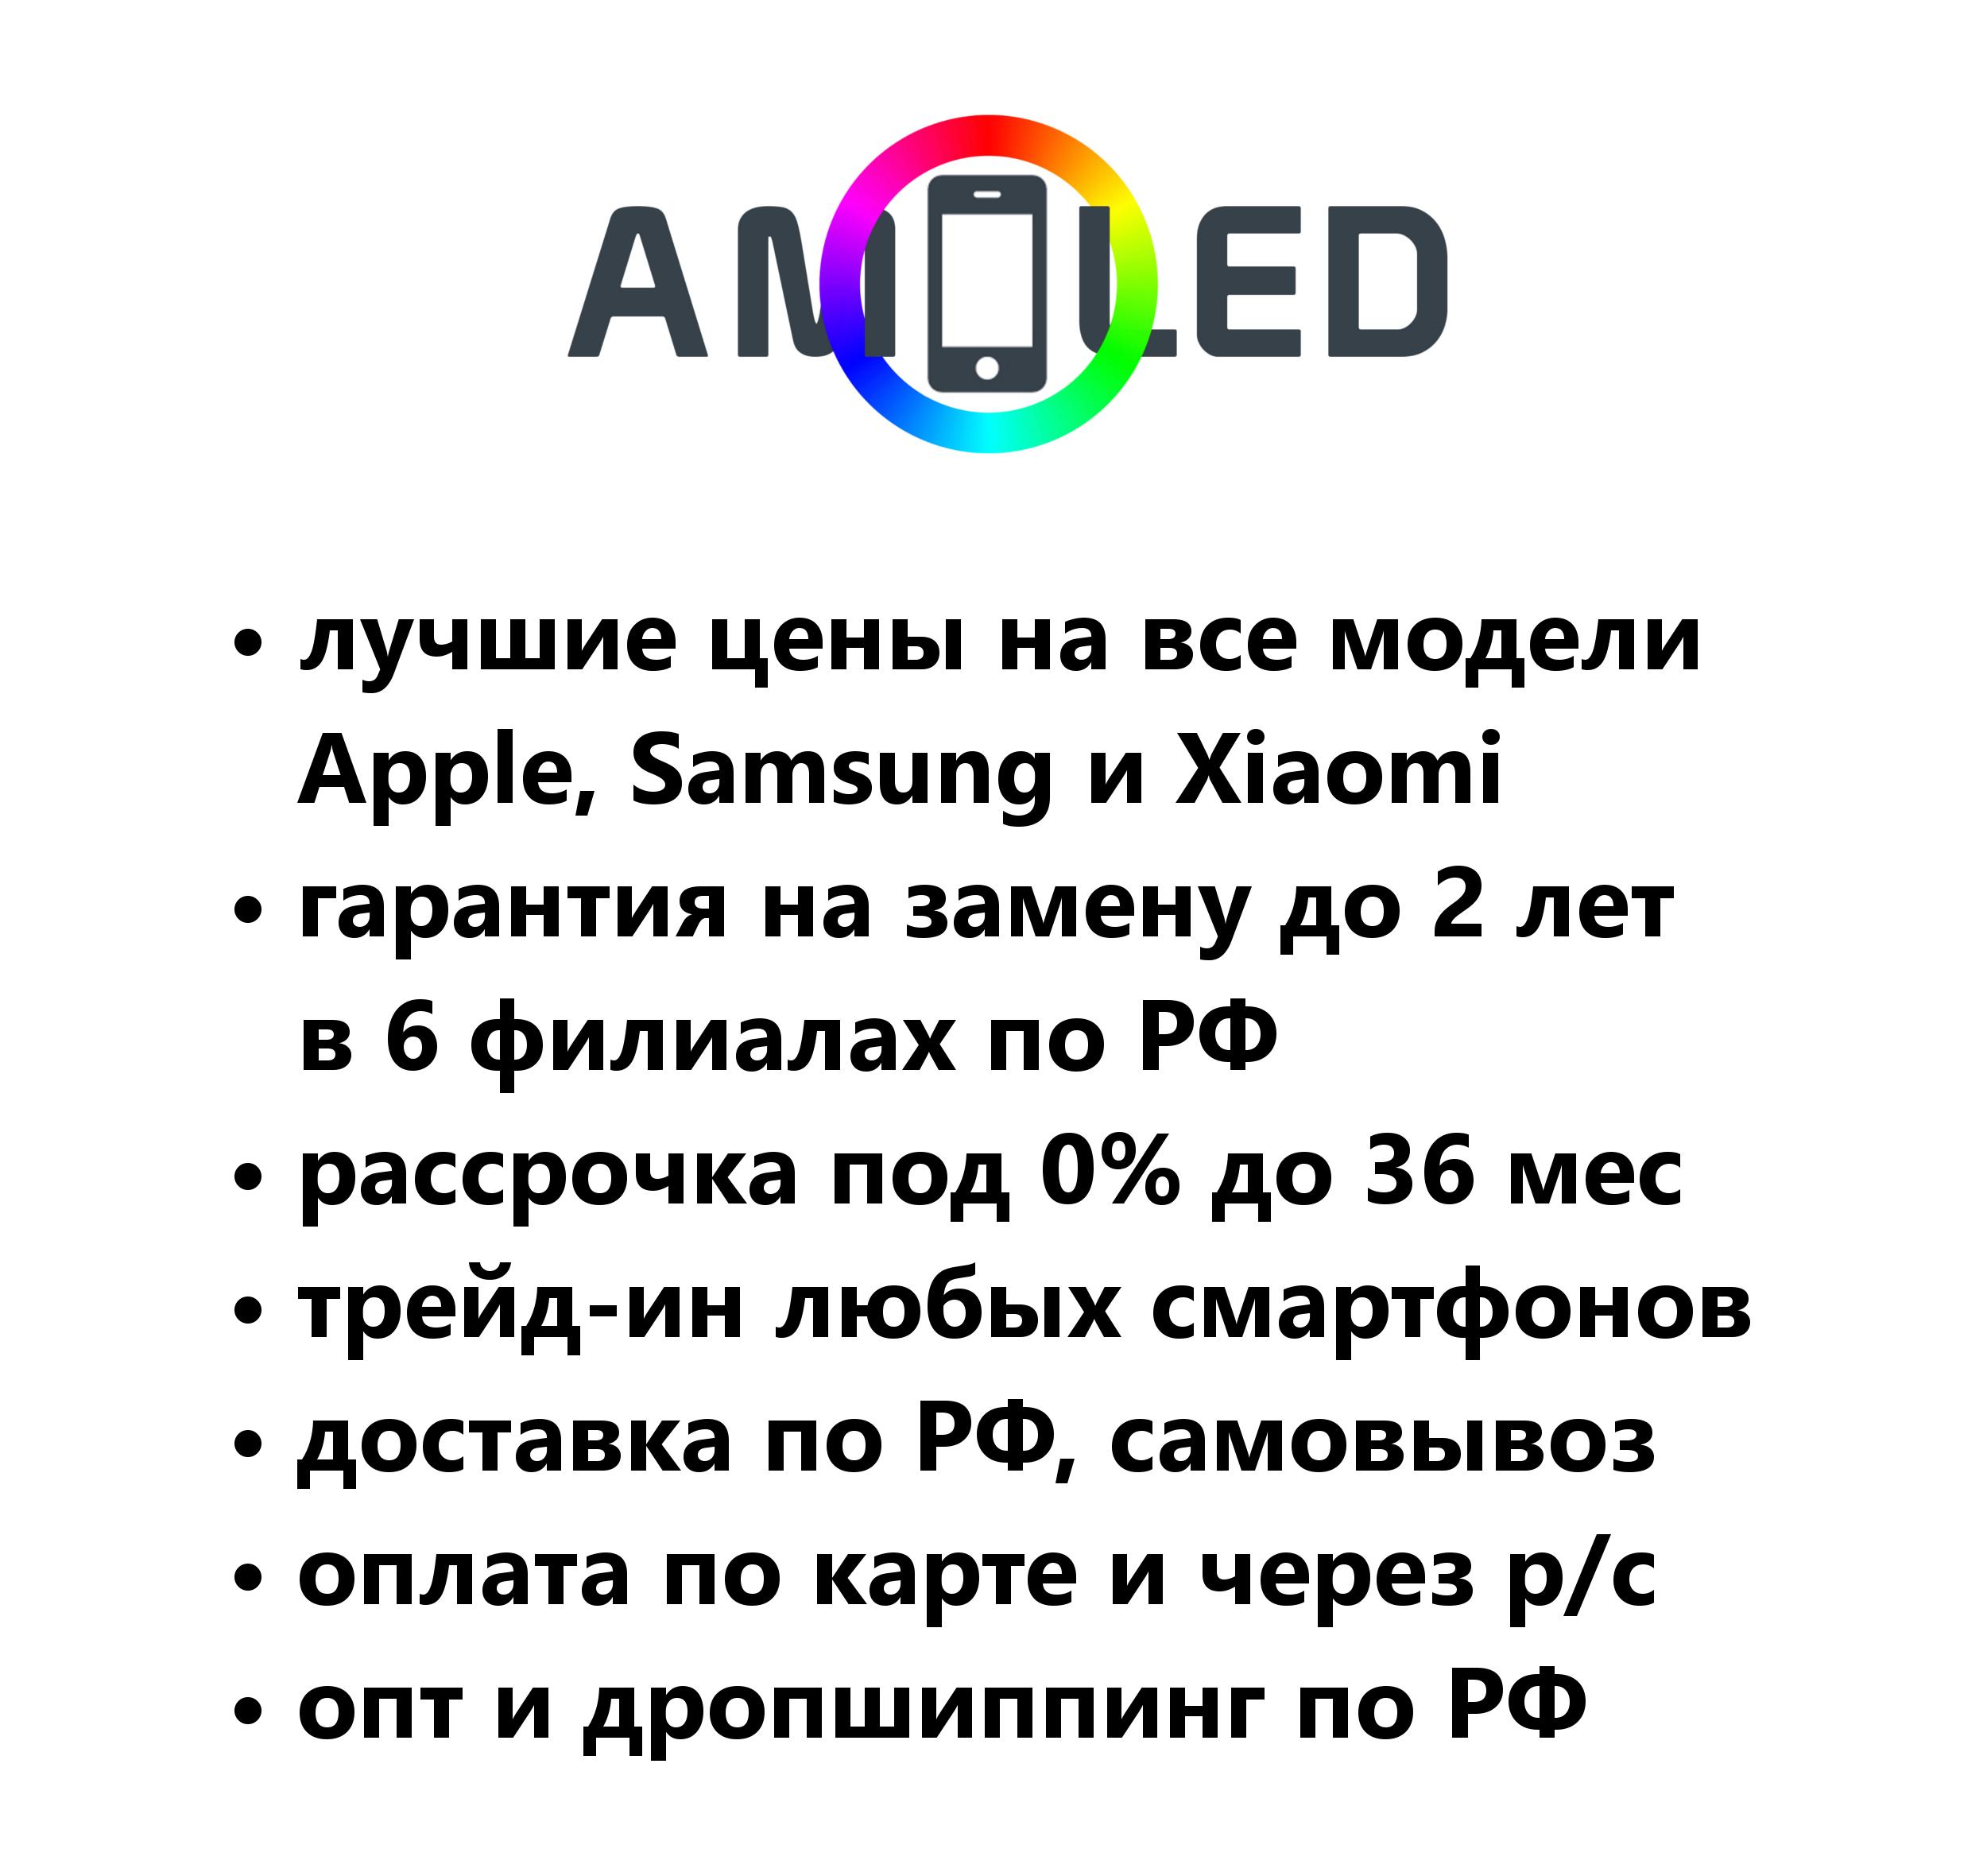 AMOLED
• лучшие цены на все модели
Apple, Samsung и Xiaomi
• гарантия на замену до 2 лет
в 6 филиалах по РФ
• рассрочка под 0% до 36 мес
• трейд-ин любых смартфонов
• доставка по РФ, самовывоз
• оплата по карте и через р/с
• опт и дропшиппинг по РФ